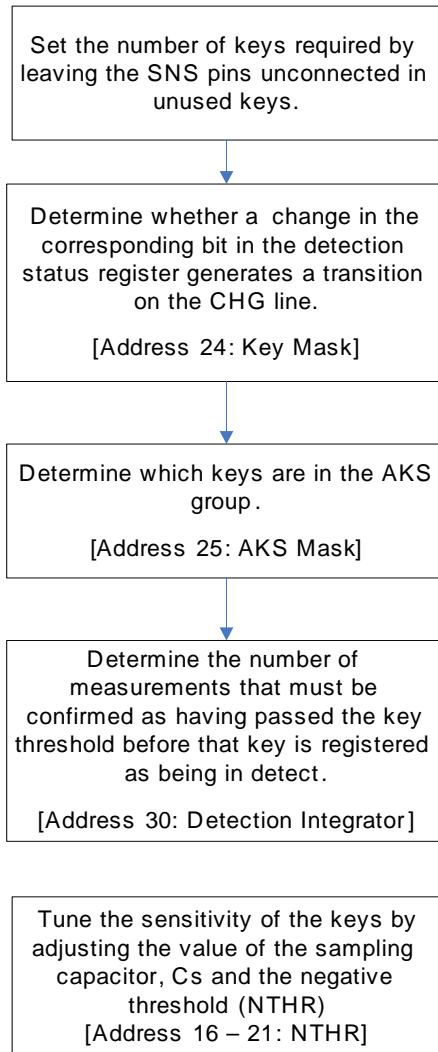 Set the number of keys required by
leaving the SNS pins unconnected in
unused keys.
Determine whether a change in the
corresponding bit in the detection
status register generates a transition
on the CHG line.
[Address 24: Key Mask]
Determine which keys are in the AKS
group.
[Address 25: AKS Mask]
Determine the number of
measurements that must be
confirmed as having passed the key
threshold before that key is registered
as being in detect.
[Address 30: Detection Integrator]
Tune the sensitivity of the keys by
adjusting the value of the sampling
capacitor, Cs and the negative
threshold (NTHR)
[Address 16 – 21: NTHR]